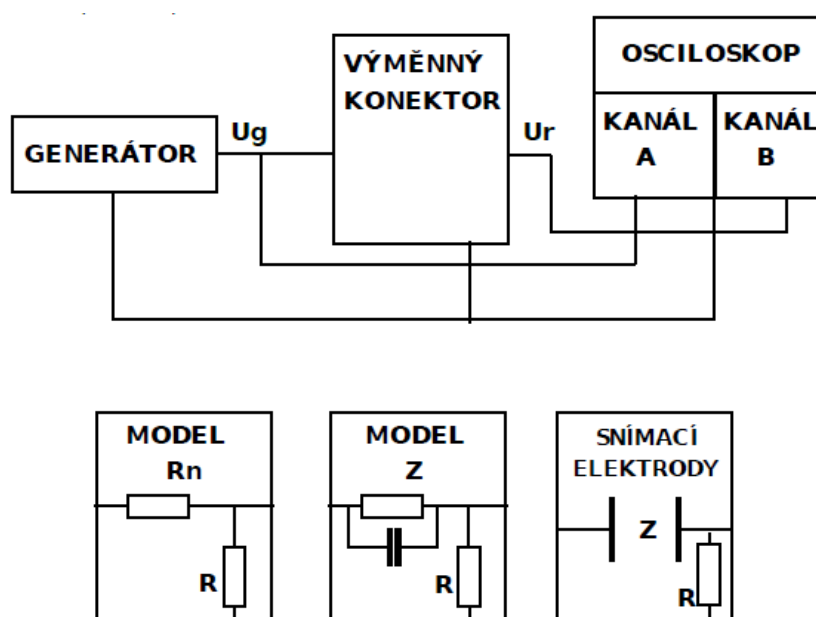 VÝMĚNNÝ
KONEKTOR
OSCILOSKOP
GENERÁTOR
Ug
Ur
KANÁL
A
KANÁL
B
MODEL
Rn
R
MODEL
Z
R
SNÍMACÍ
ELEKTRODY
Z
R